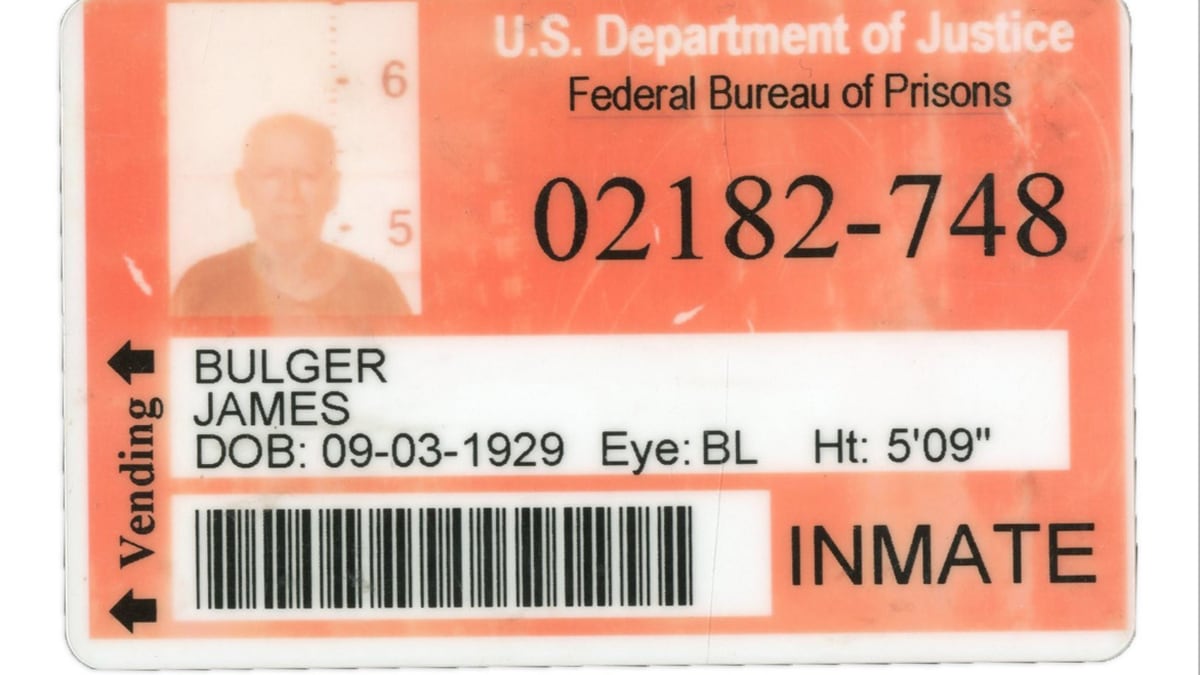 U.S. Department of Justice
Federal Bureau of Prisons
6
5
02182-748
BULGER
JAMES
DOB: 09-03-1929 Eye: BL Ht: 5'09"
Vending
INMATE